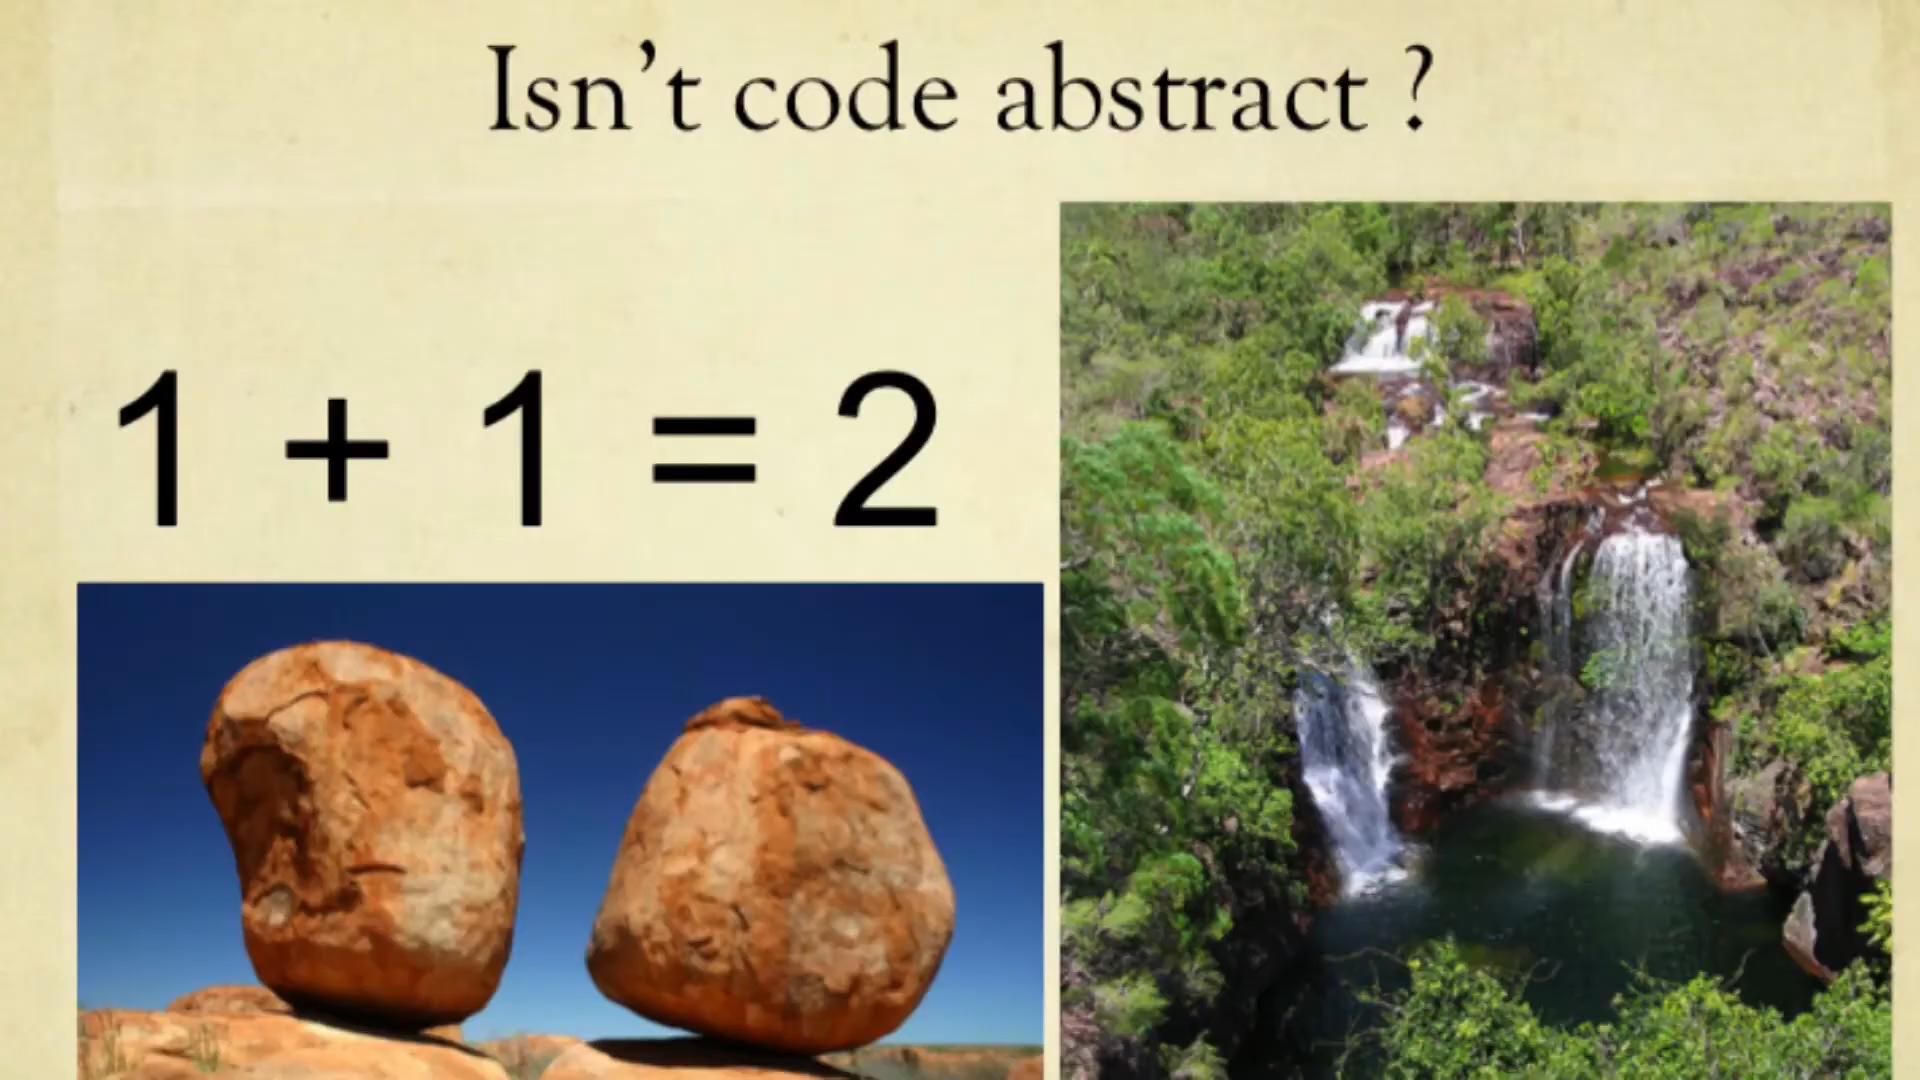 Isn’t code abstract ?
1 + 1 = 2